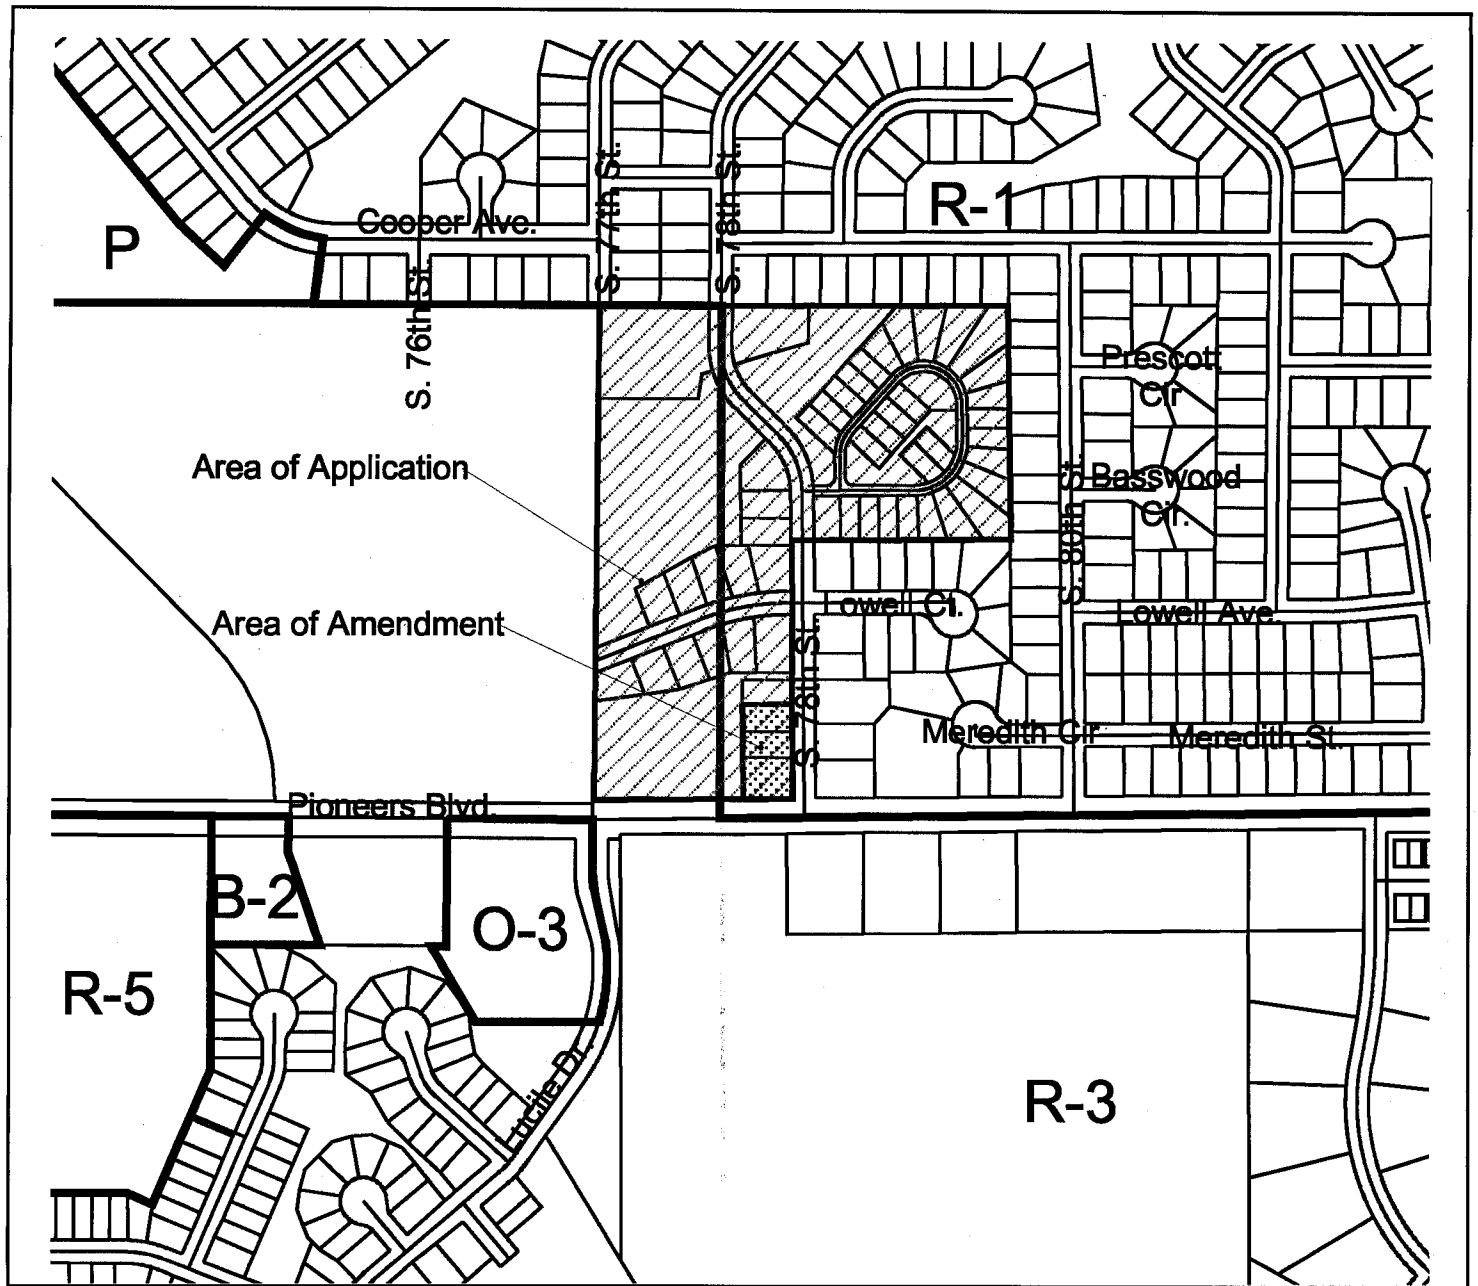 R-1
P
Cooper Ave.
S. 77th St.
S. 78th St.
S. 76th St.
Prescott
Cir
Area of Application
Basswood
Cir.
S. 80th St.
Area of Amendment
Lowell Ct.
Lowell Ave.
S. 78th St.
Meredith Cir
Meredith St.
Pioneers Blvd.
B-2
O-3
R-5
Lucile Dr.
R-3